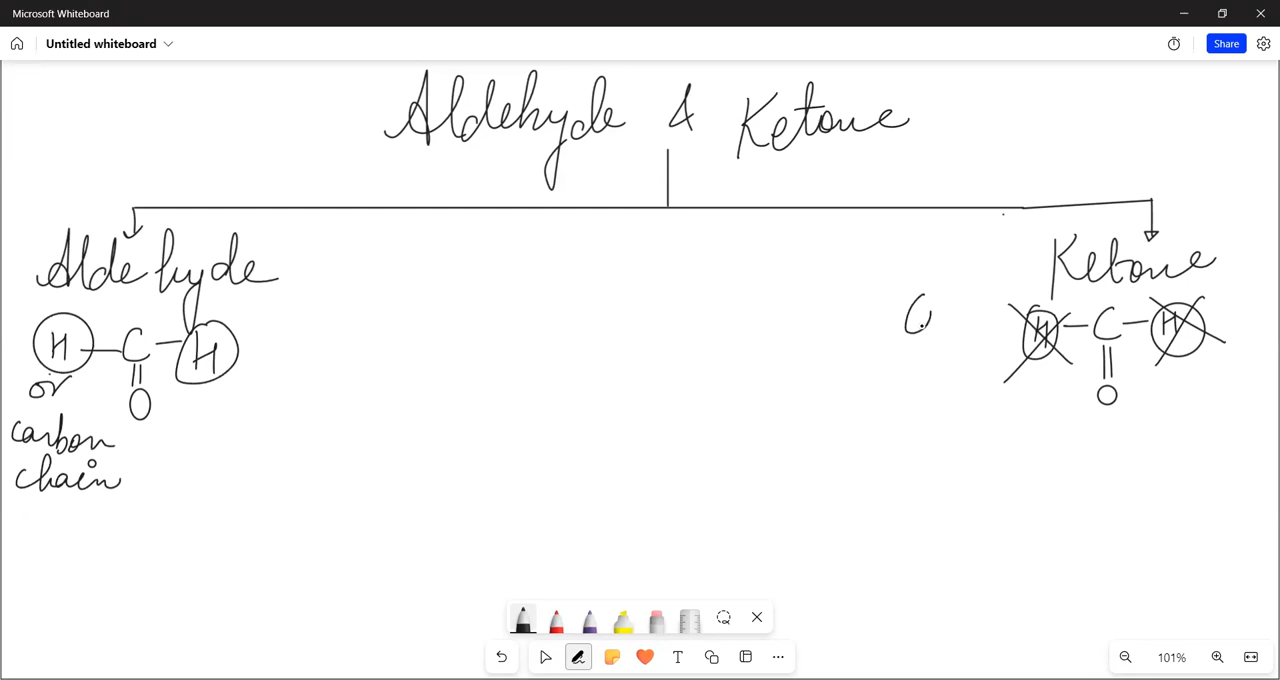 Microsoft Whiteboard
Untitled whiteboard
Share
Aldehyde & Ketone
Aldehyde
Ketone
H-C-H
O
or
carbon
chain
H-C-H
O
101%